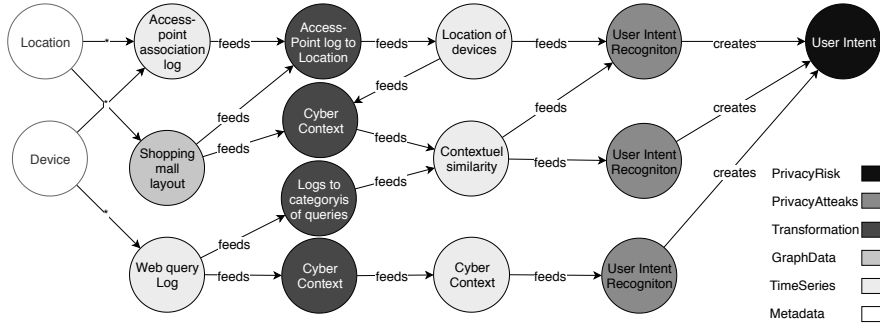 Location
*
Access-
point
association
log
feeds
Access-
Point log to
Location
feeds
Location of
devices
feeds
User Intent
Recogniton
creates
User Intent
*
feeds
feeds
Device
Shopping
mall
layout
feeds
Cyber
Context
feeds
Contextuel
similarity
feeds
feeds
User Intent
Recogniton
creates
*
Logs to
categoryis
of queries
feeds
feeds
Web query
Log
feeds
Cyber
Context
feeds
Cyber
Context
feeds
User Intent
Recogniton
creates
PrivacyRisk
PrivacyAtteaks
Transformation
GraphData
TimeSeries
Metadata